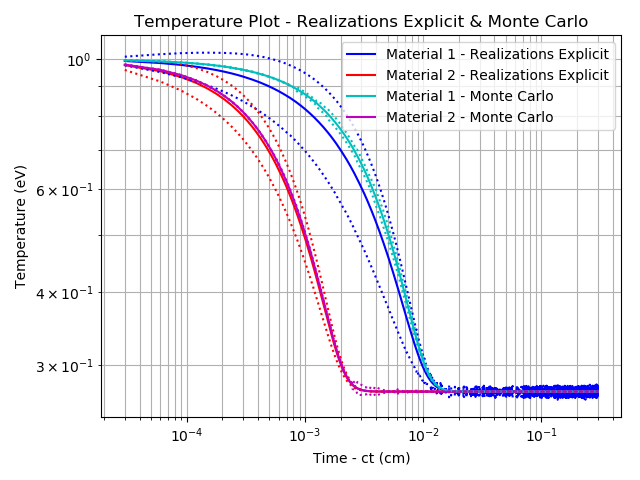 Temperature Plot - Realizations Explicit & Monte Carlo
Material 1 - Realizations Explicit
Material 2 - Realizations Explicit
Material 1 - Monte Carlo
Material 2 - Monte Carlo
Temperature (eV)
10⁰
6 × 10⁻¹
4 × 10⁻¹
3 × 10⁻¹
10⁻⁴ 10⁻³ 10⁻² 10⁻¹
Time - ct (cm)